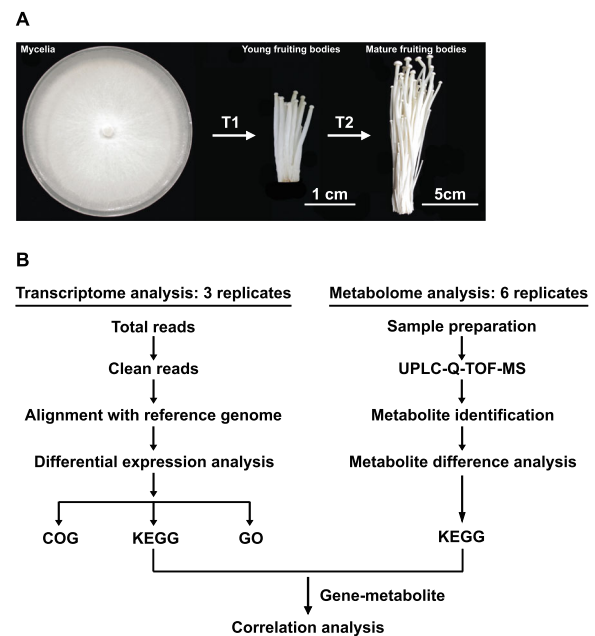 A
Mycelia
Young fruiting bodies
Mature fruiting bodies
T1
T2
1 cm
5cm
B
Transcriptome analysis: 3 replicates
Metabolome analysis: 6 replicates
Total reads
Sample preparation
Clean reads
UPLC-Q-TOF-MS
Alignment with reference genome
Metabolite identification
Differential expression analysis
Metabolite difference analysis
COG
KEGG
GO
KEGG
Gene-metabolite
Correlation analysis